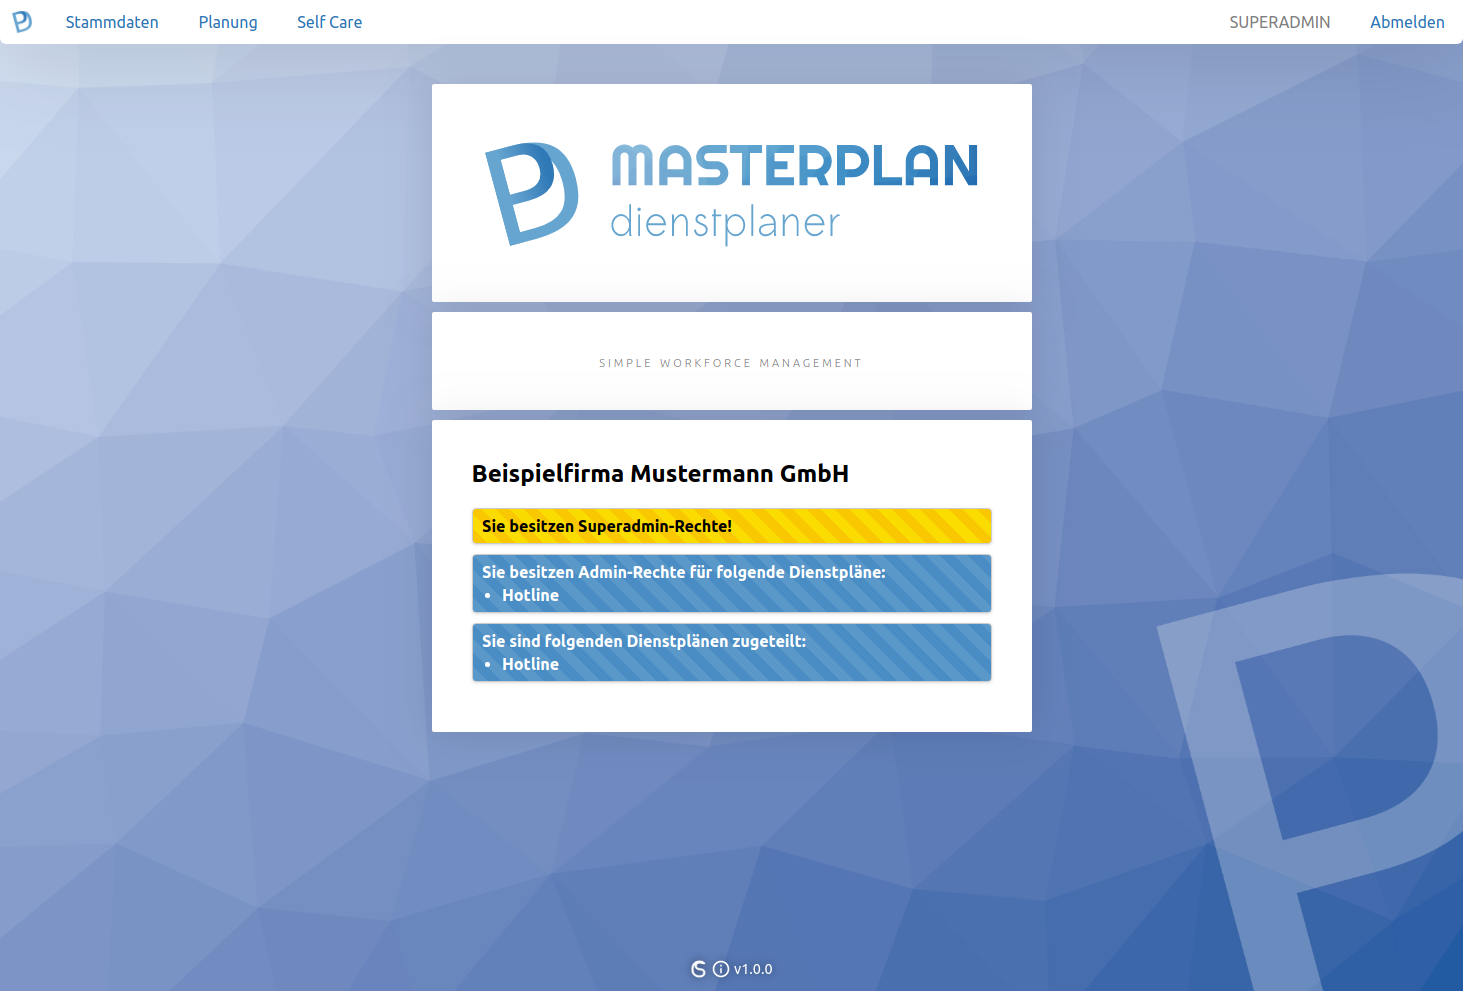 Stammdaten Planung Self Care SUPERADMIN Abmelden
MASTERPLAN
dienstplaner
SIMPLE WORKFORCE MANAGEMENT
Beispielfirma Mustermann GmbH
Sie besitzen Superadmin-Rechte!
Sie besitzen Admin-Rechte für folgende Dienstpläne:
• Hotline
Sie sind folgenden Dienstplänen zugeteilt:
• Hotline
v1.0.0